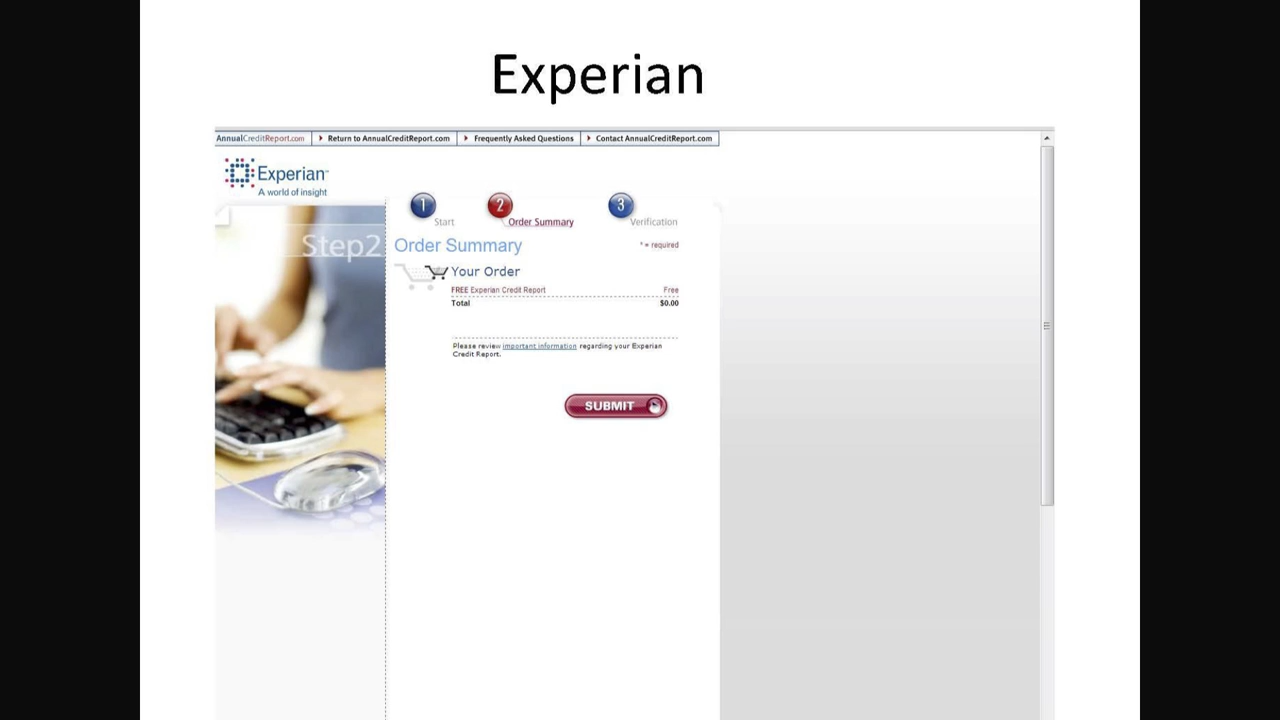 Experian
AnnualCreditReport.com Return to AnnualCreditReport.com Frequently Asked Questions Contact AnnualCreditReport.com
Experian
A world of insight
1 2 3
Start Order Summary Verification
Step2
Order Summary * = required
Your Order
FREE Experian Credit Report Free
Total $0.00
Please review important information regarding your Experian
Credit Report.
SUBMIT